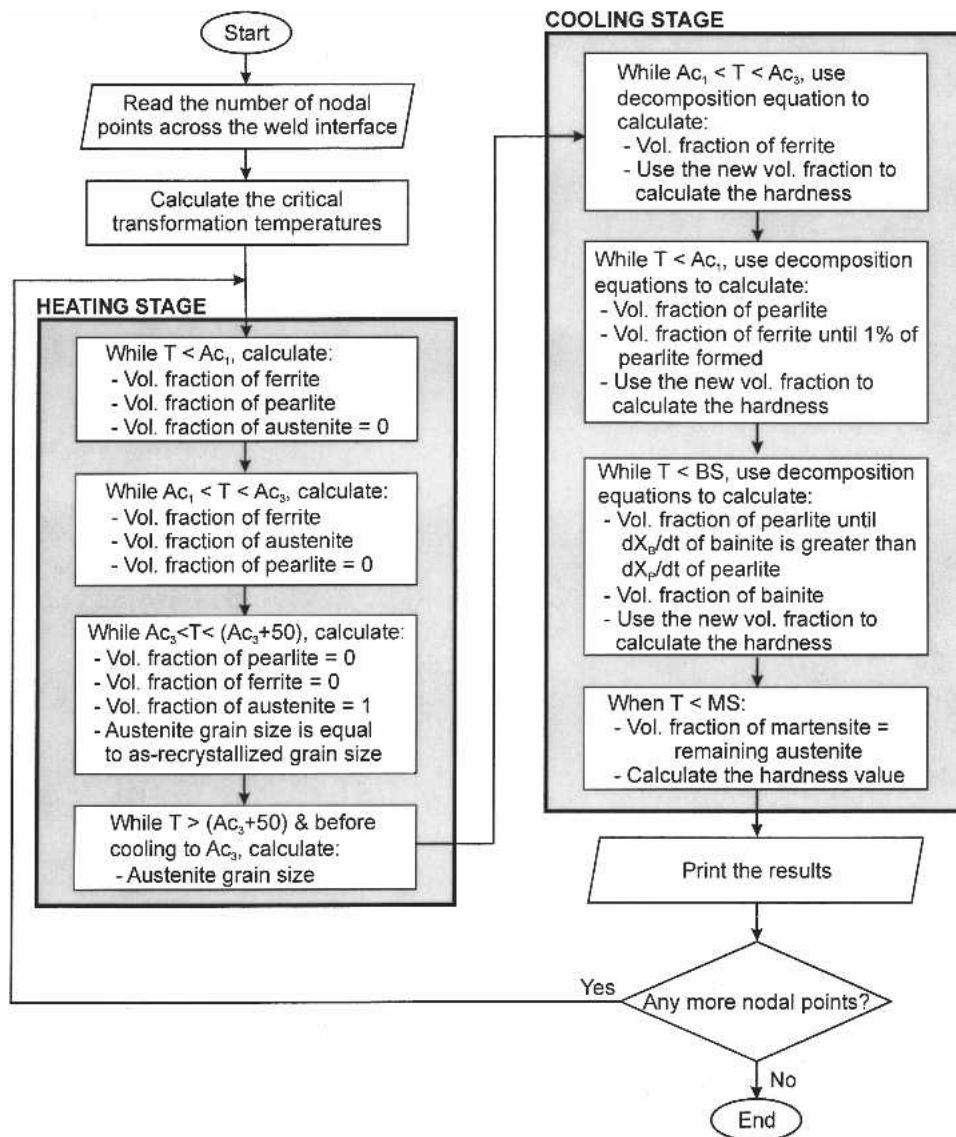 Start
Read the number of nodal
points across the weld interface
Calculate the critical
transformation temperatures
HEATING STAGE
While T < Ac₁, calculate:
- Vol. fraction of ferrite
- Vol. fraction of pearlite
- Vol. fraction of austenite = 0
While Ac₁ < T < Ac₃, calculate:
- Vol. fraction of ferrite
- Vol. fraction of austenite
- Vol. fraction of pearlite = 0
While Ac₃<T< (Ac₃+50), calculate:
- Vol. fraction of pearlite = 0
- Vol. fraction of ferrite = 0
- Vol. fraction of austenite = 1
- Austenite grain size is equal
to as-recrystallized grain size
While T > (Ac₃+50) & before
cooling to Ac₃, calculate:
- Austenite grain size
COOLING STAGE
While Ac₁ < T < Ac₃, use
decomposition equation to
calculate:
- Vol. fraction of ferrite
- Use the new vol. fraction to
calculate the hardness
While T < Ac₁, use decomposition
equations to calculate:
- Vol. fraction of pearlite
- Vol. fraction of ferrite until 1% of
pearlite formed
- Use the new vol. fraction to
calculate the hardness
While T < BS, use decomposition
equations to calculate:
- Vol. fraction of pearlite until
dX_B/dt of bainite is greater than
dX_P/dt of pearlite
- Vol. fraction of bainite
- Use the new vol. fraction to
calculate the hardness
When T < MS:
- Vol. fraction of martensite =
remaining austenite
- Calculate the hardness value
Print the results
Any more nodal points?
Yes
No
End